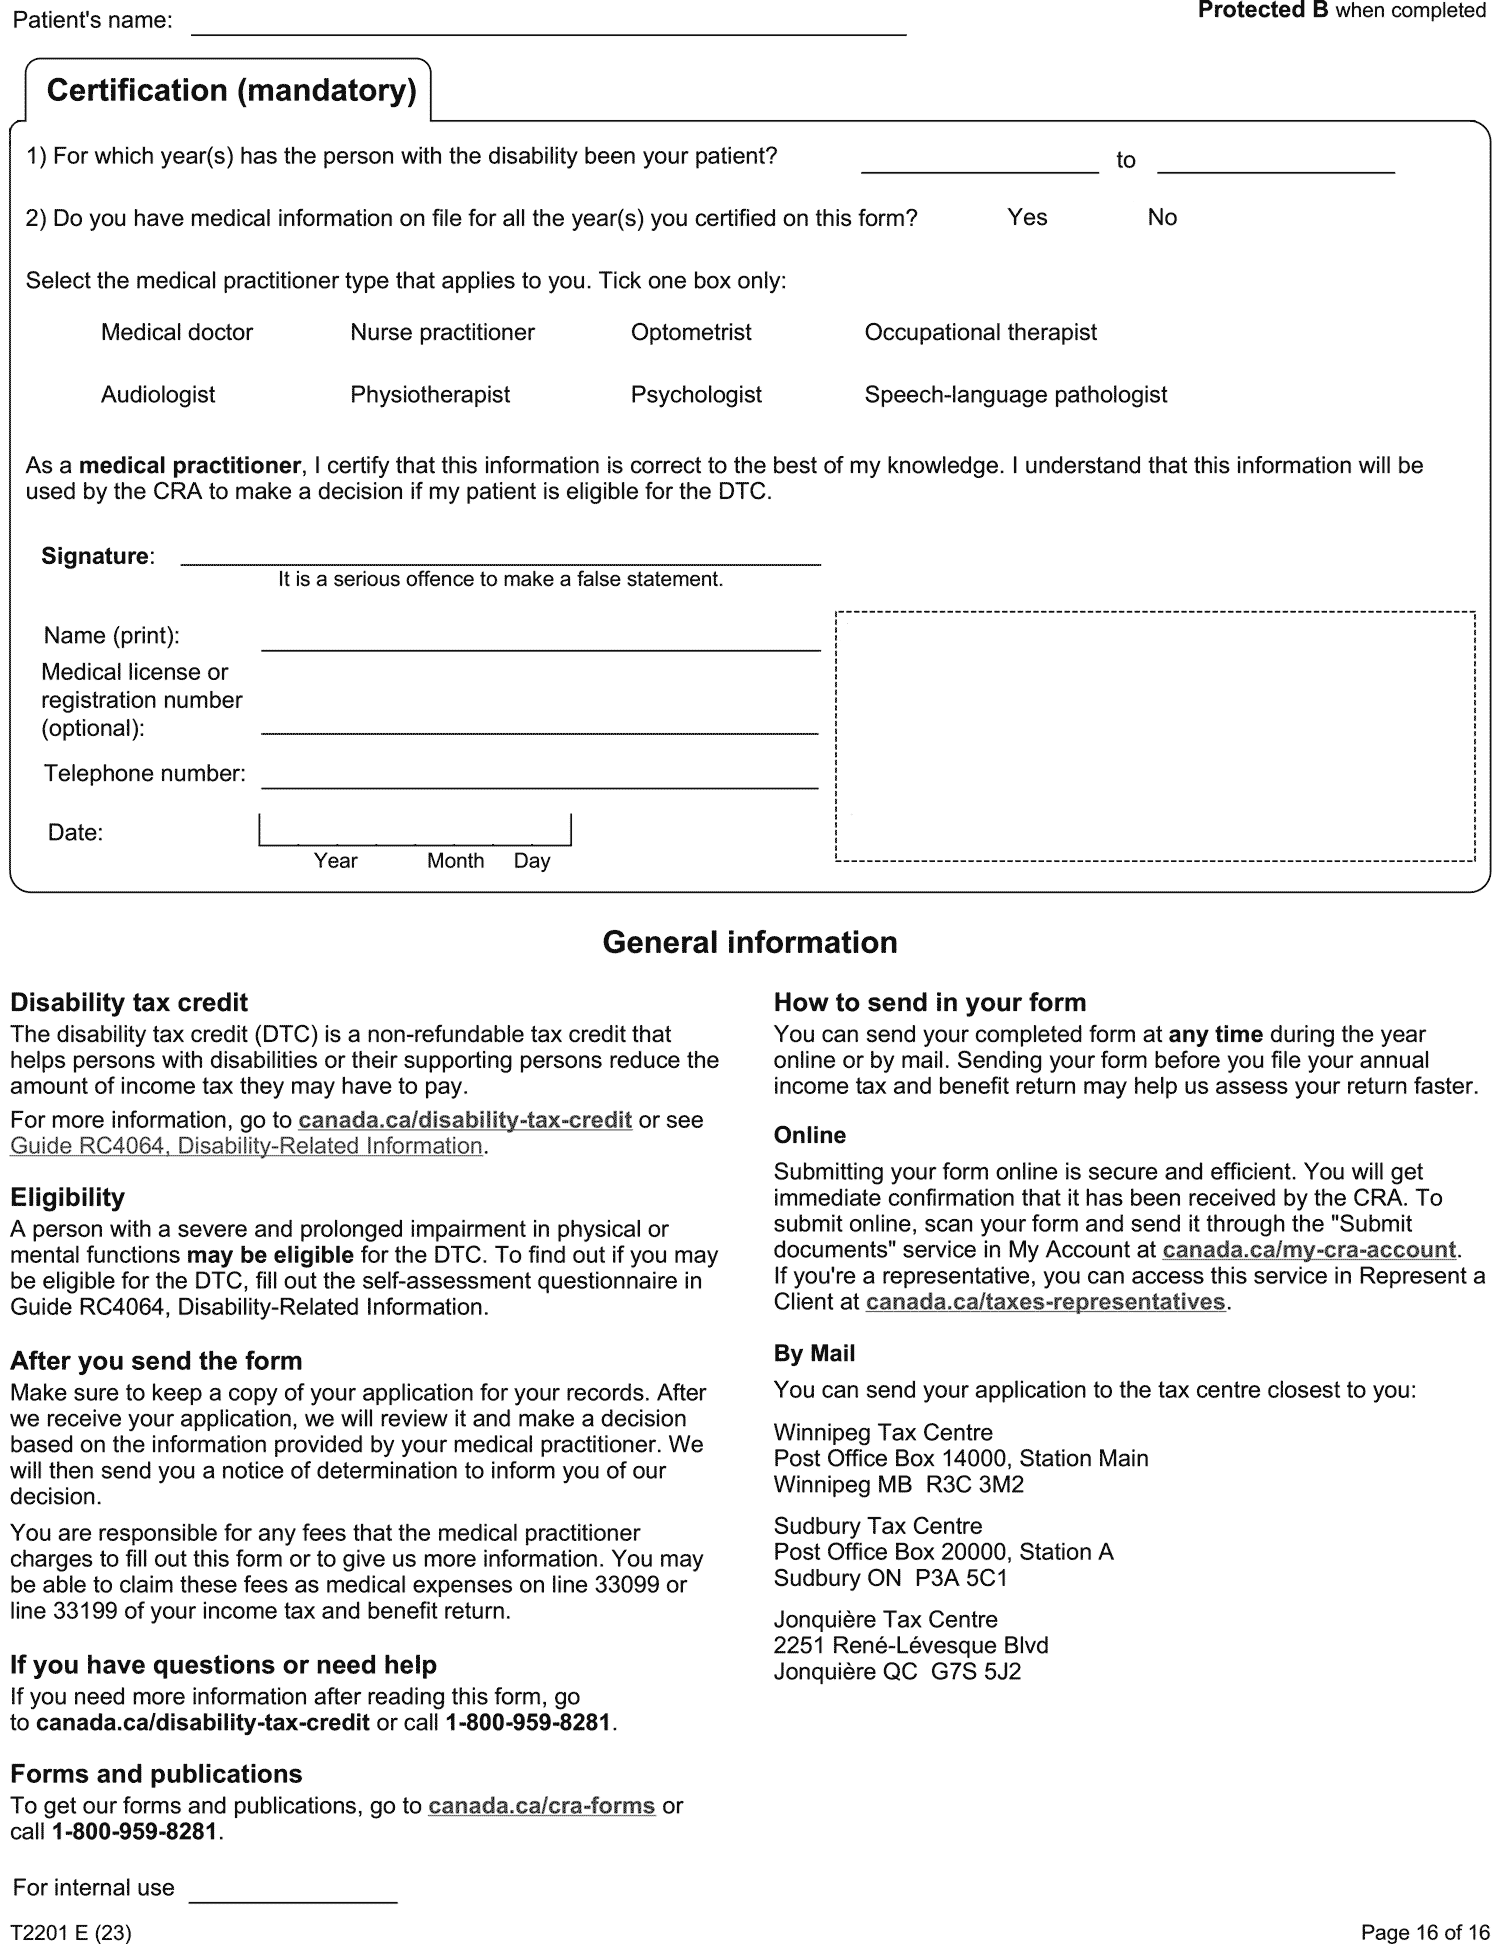 Patient's name:
Protected B when completed
Certification (mandatory)
1) For which year(s) has the person with the disability been your patient? to
2) Do you have medical information on file for all the year(s) you certified on this form? Yes No
Select the medical practitioner type that applies to you. Tick one box only:
Medical doctor Nurse practitioner Optometrist Occupational therapist
Audiologist Physiotherapist Psychologist Speech-language pathologist
As a medical practitioner, I certify that this information is correct to the best of my knowledge. I understand that this information will be
used by the CRA to make a decision if my patient is eligible for the DTC.
Signature:
It is a serious offence to make a false statement.
Name (print):
Medical license or
registration number
(optional):
Telephone number:
Date:
Year Month Day
General information
Disability tax credit
The disability tax credit (DTC) is a non-refundable tax credit that
helps persons with disabilities or their supporting persons reduce the
amount of income tax they may have to pay.
For more information, go to canada.ca/disability-tax-credit or see
Guide RC4064, Disability-Related Information.
Eligibility
A person with a severe and prolonged impairment in physical or
mental functions may be eligible for the DTC. To find out if you may
be eligible for the DTC, fill out the self-assessment questionnaire in
Guide RC4064, Disability-Related Information.
After you send the form
Make sure to keep a copy of your application for your records. After
we receive your application, we will review it and make a decision
based on the information provided by your medical practitioner. We
will then send you a notice of determination to inform you of our
decision.
You are responsible for any fees that the medical practitioner
charges to fill out this form or to give us more information. You may
be able to claim these fees as medical expenses on line 33099 or
line 33199 of your income tax and benefit return.
If you have questions or need help
If you need more information after reading this form, go
to canada.ca/disability-tax-credit or call 1-800-959-8281.
Forms and publications
To get our forms and publications, go to canada.ca/cra-forms or
call 1-800-959-8281.
How to send in your form
You can send your completed form at any time during the year
online or by mail. Sending your form before you file your annual
income tax and benefit return may help us assess your return faster.
Online
Submitting your form online is secure and efficient. You will get
immediate confirmation that it has been received by the CRA. To
submit online, scan your form and send it through the "Submit
documents" service in My Account at canada.ca/my-cra-account.
If you're a representative, you can access this service in Represent a
Client at canada.ca/taxes-representatives.
By Mail
You can send your application to the tax centre closest to you:
Winnipeg Tax Centre
Post Office Box 14000, Station Main
Winnipeg MB R3C 3M2
Sudbury Tax Centre
Post Office Box 20000, Station A
Sudbury ON P3A 5C1
Jonquière Tax Centre
2251 René-Lévesque Blvd
Jonquière QC G7S 5J2
For internal use
T2201 E (23)
Page 16 of 16